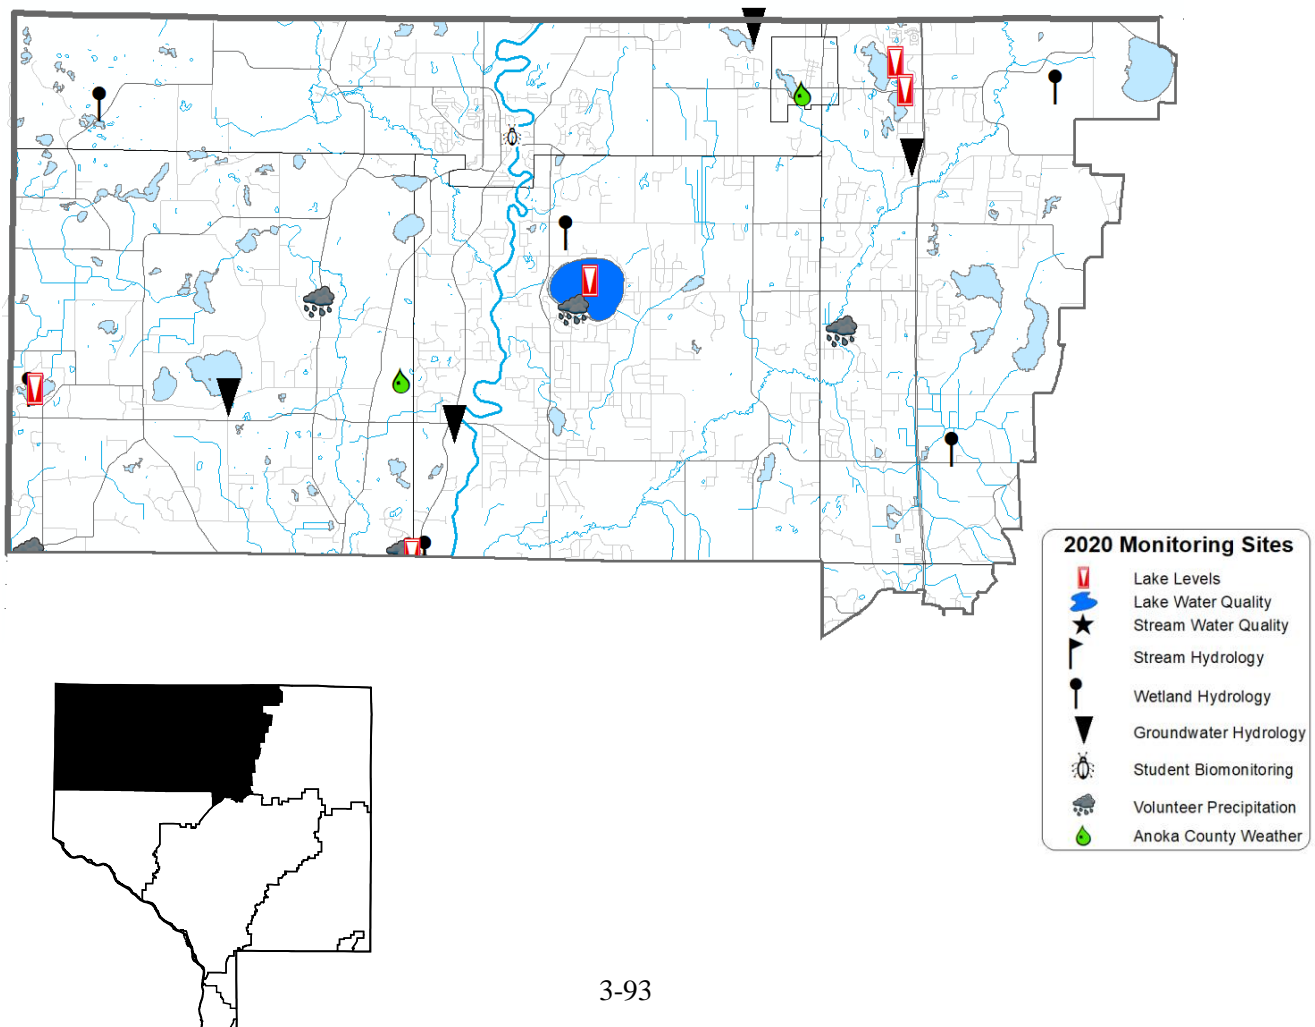 2020 Monitoring Sites
Lake Levels
Lake Water Quality
Stream Water Quality
Stream Hydrology
Wetland Hydrology
Groundwater Hydrology
Student Biomonitoring
Volunteer Precipitation
Anoka County Weather
3-93